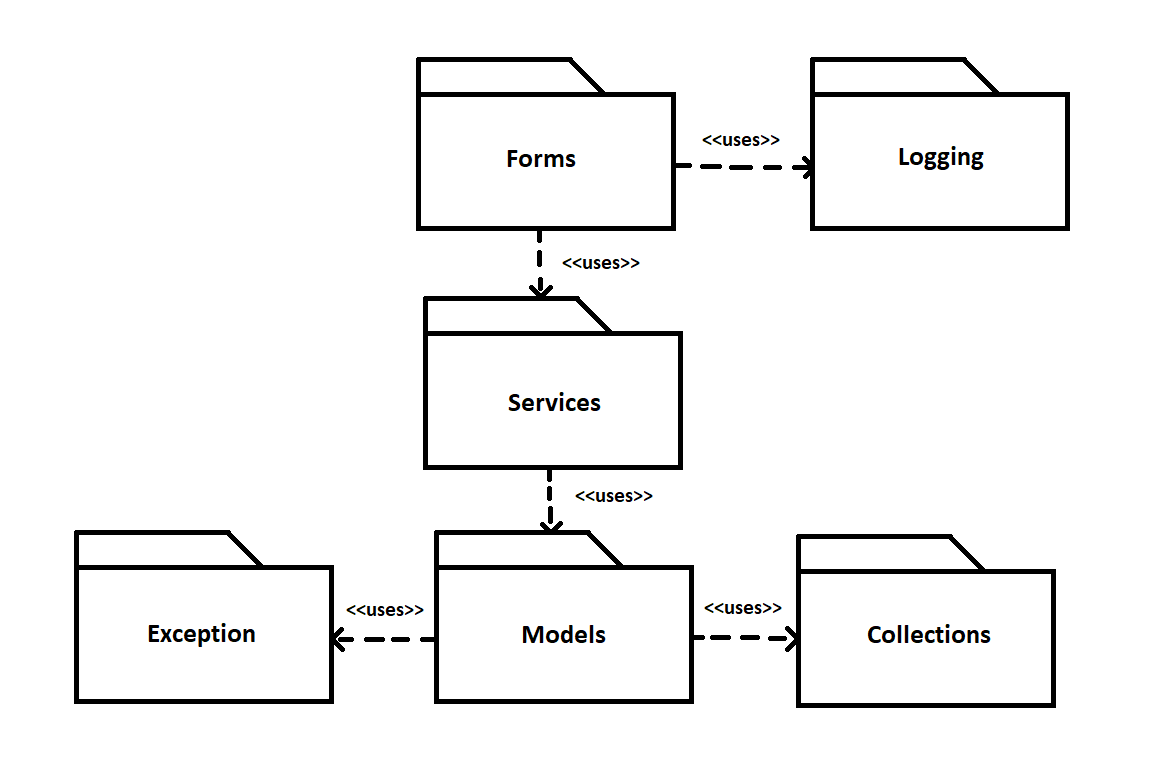 Forms
<<uses>>
Logging
<<uses>>
Services
<<uses>>
Exception
<<uses>>
Models
<<uses>>
Collections